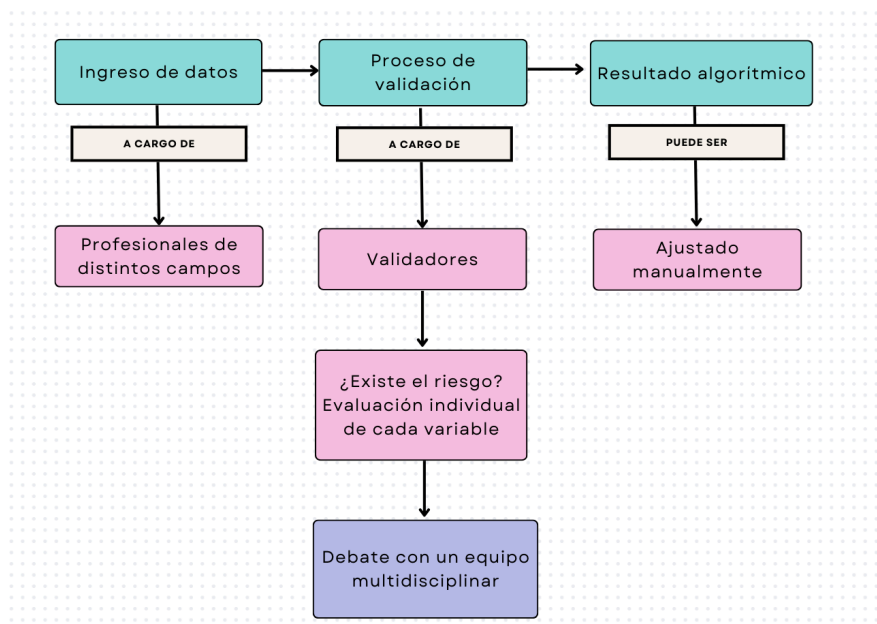 Ingreso de datos
Proceso de
validación
Resultado algorítmico
A CARGO DE
A CARGO DE
PUEDE SER
Profesionales de
distintos campos
Validadores
Ajustado
manualmente
¿Existe el riesgo?
Evaluación individual
de cada variable
Debate con un equipo
multidisciplinar